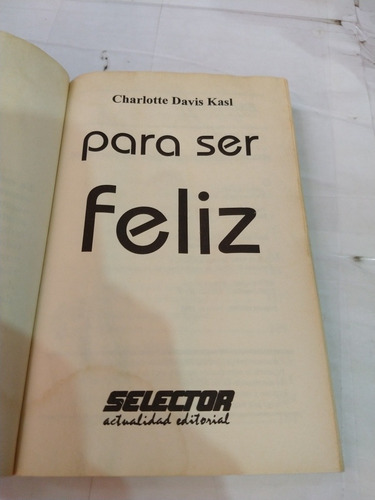 Charlotte Davis Kasl
para ser
feliz
SELECTOR
actualidad editorial